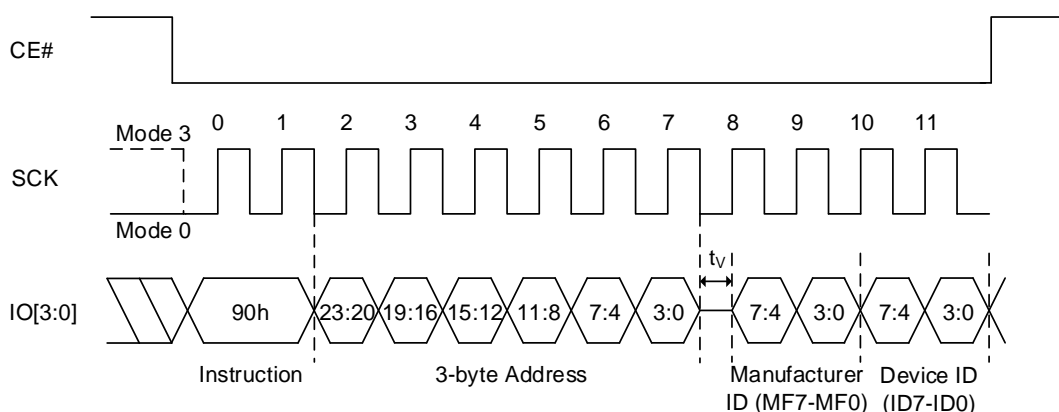 CE#
0 1 2 3 4 5 6 7 8 9 10 11
Mode 3
SCK
Mode 0
tV
IO[3:0]
90h 23:20 19:16 15:12 11:8 7:4 3:0 7:4 3:0 7:4 3:0
Instruction 3-byte Address Manufacturer Device ID
ID (MF7-MF0) (ID7-ID0)